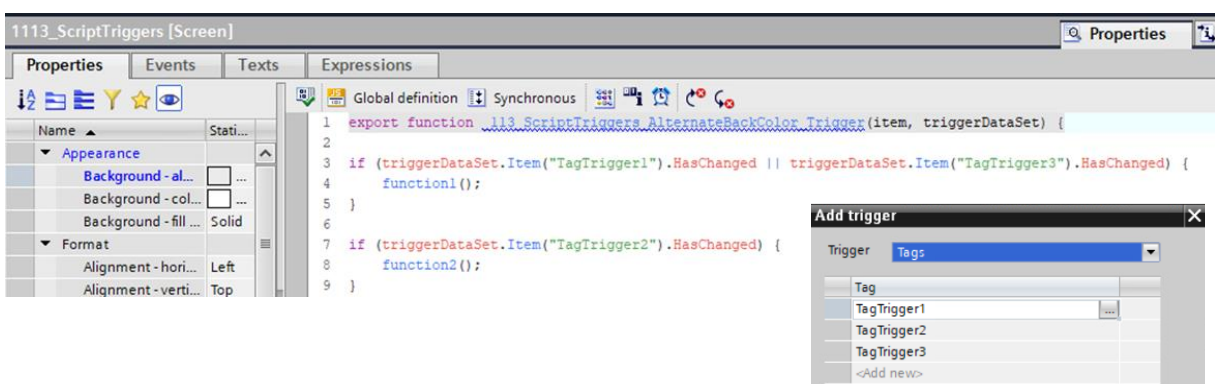 1113_ScriptTriggers [Screen]
Properties
Properties Events Texts Expressions
Global definition Synchronous
Name Stati...
Appearance
Background - al... ...
Background - col... ...
Background - fill ... Solid
Format
Alignment - hori... Left
Alignment - verti... Top
1 export function _113_ScriptTriggers_AlternateBackColor_Trigger(item, triggerDataSet) {
2
3 if (triggerDataSet.Item("TagTrigger1").HasChanged || triggerDataSet.Item("TagTrigger3").HasChanged) {
4 function1();
5 }
6
7 if (triggerDataSet.Item("TagTrigger2").HasChanged) {
8 function2();
9 }
Add trigger
Trigger Tags
Tag
TagTrigger1 ...
TagTrigger2
TagTrigger3
<Add new>